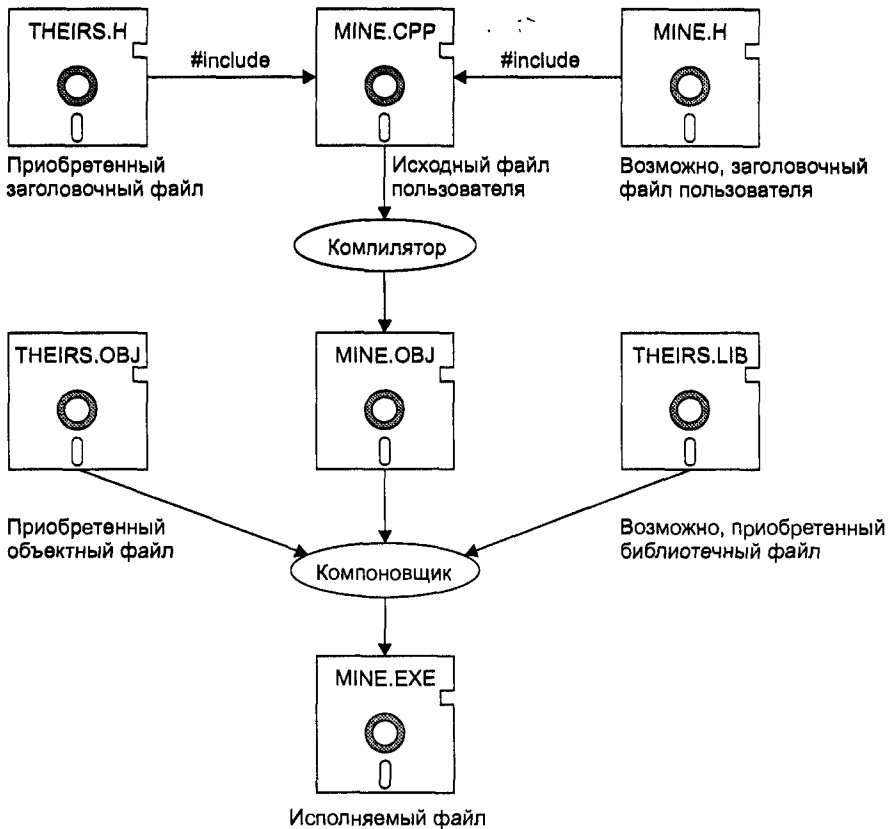 THEIRS.H
MINE.CPP
MINE.H
#include
#include
Приобретенный
заголовочный файл
Исходный файл
пользователя
Возможно, заголовочный
файл пользователя
Компилятор
THEIRS.OBJ
MINE.OBJ
THEIRS.LIB
Приобретенный
объектный файл
Возможно, приобретенный
библиотечный файл
Компоновщик
MINE.EXE
Исполняемый файл